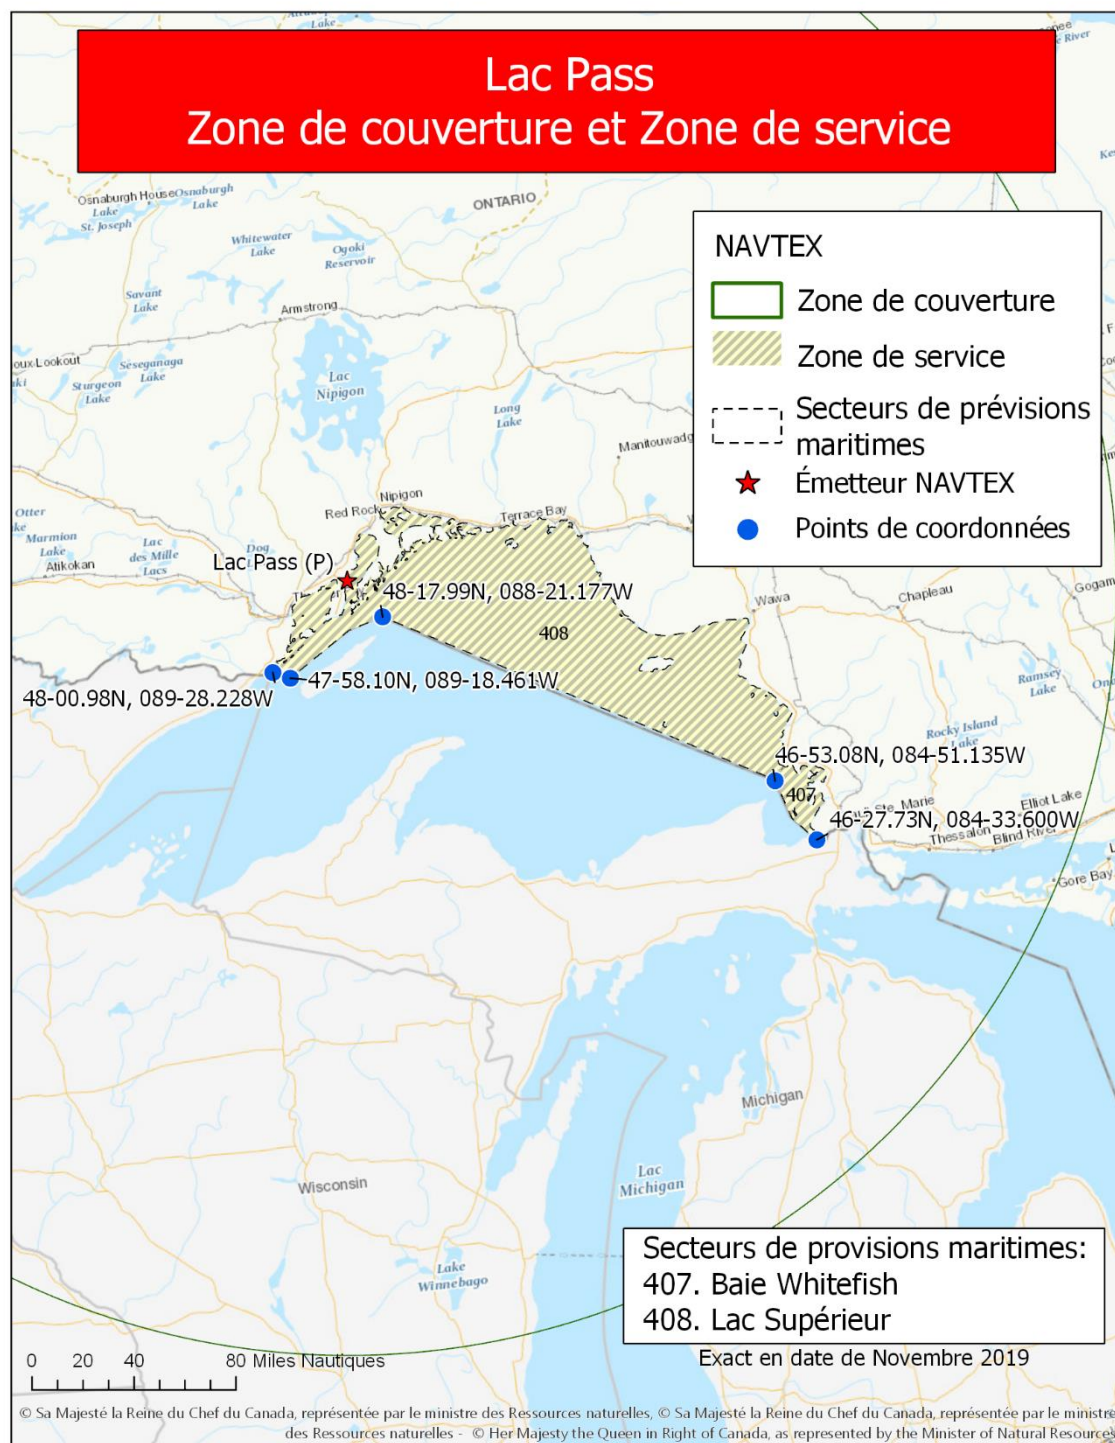 Lac Pass
Zone de couverture et Zone de service
Lake
River
Osnaburgh House
Osnaburgh
Lake
Lake
St. Joseph
ONTARIO
Whitewater
Lake
Ogoki
Reservoir
Savant
Lake
Armstrong
NAVTEX
Zone de couverture
Zone de service
Secteurs de prévisions
maritimes
Émetteur NAVTEX
Points de coordonnées
Seseganaga
Lake
Sturgeon
Lake
Lac
Nipigon
Long
Lake
Manitouwadg
Nipigon
Red Rock
Terrace Bay
Otter
Lake
Marmion
Lake
Lac
des Mille
Lacs
Dog
Atikokan
Lac Pass (P)
48-17.99N, 088-21.177W
Wawa
Chapleau
Gogam
408
Ramsey
Lake
47-58.10N, 089-18.461W
48-00.98N, 089-28.228W
Rocky Island
Lake
46-53.08N, 084-51.135W
407
Ste. Marie
Elliot Lake
46-27.73N, 084-33.600W
Thessalon
Blind River
Gore Bay
Michigan
Lac
Michigan
Wisconsin
Lake
Winnebago
Secteurs de provisions maritimes:
407. Baie Whitefish
408. Lac Supérieur
Exact en date de Novembre 2019
0 20 40 80 Miles Nautiques
© Sa Majesté la Reine du Chef du Canada, représentée par le ministre des Ressources naturelles, © Sa Majesté la Reine du Chef du Canada, représentée par le ministre
des Ressources naturelles - © Her Majesty the Queen in Right of Canada, as represented by the Minister of Natural Resources